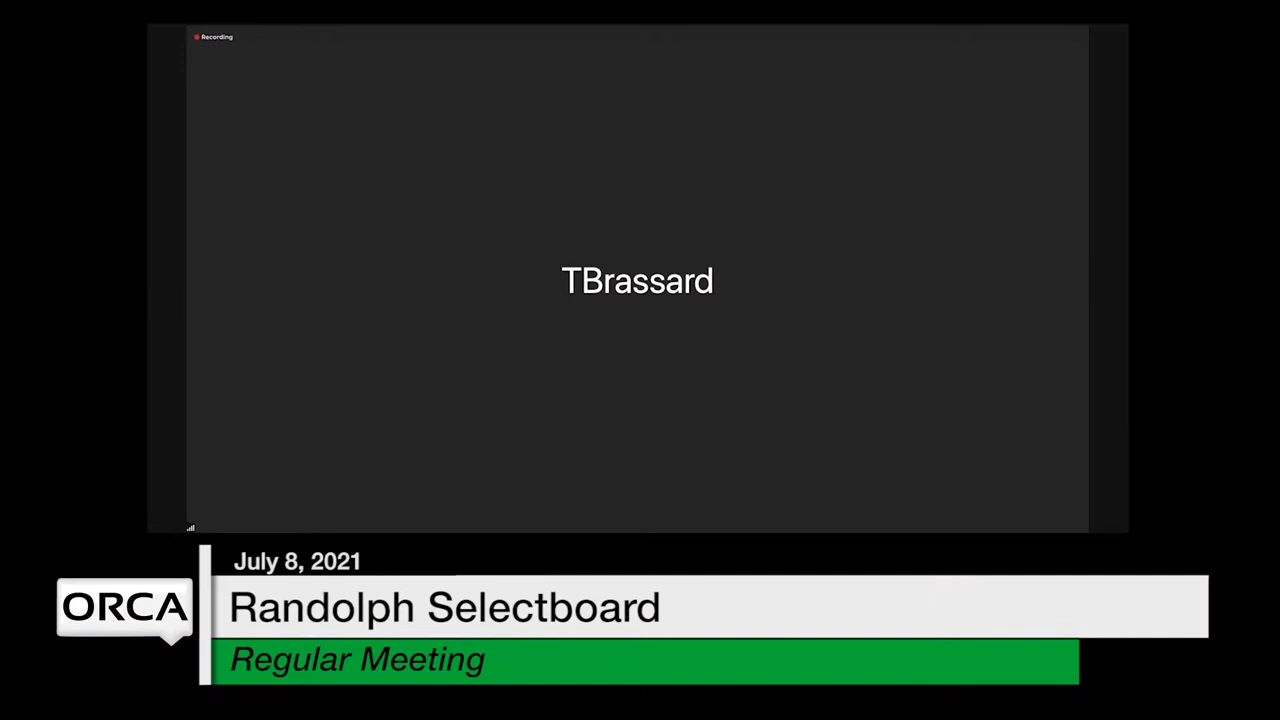 Recording
TBrassard
July 8, 2021
ORCA
Randolph Selectboard
Regular Meeting